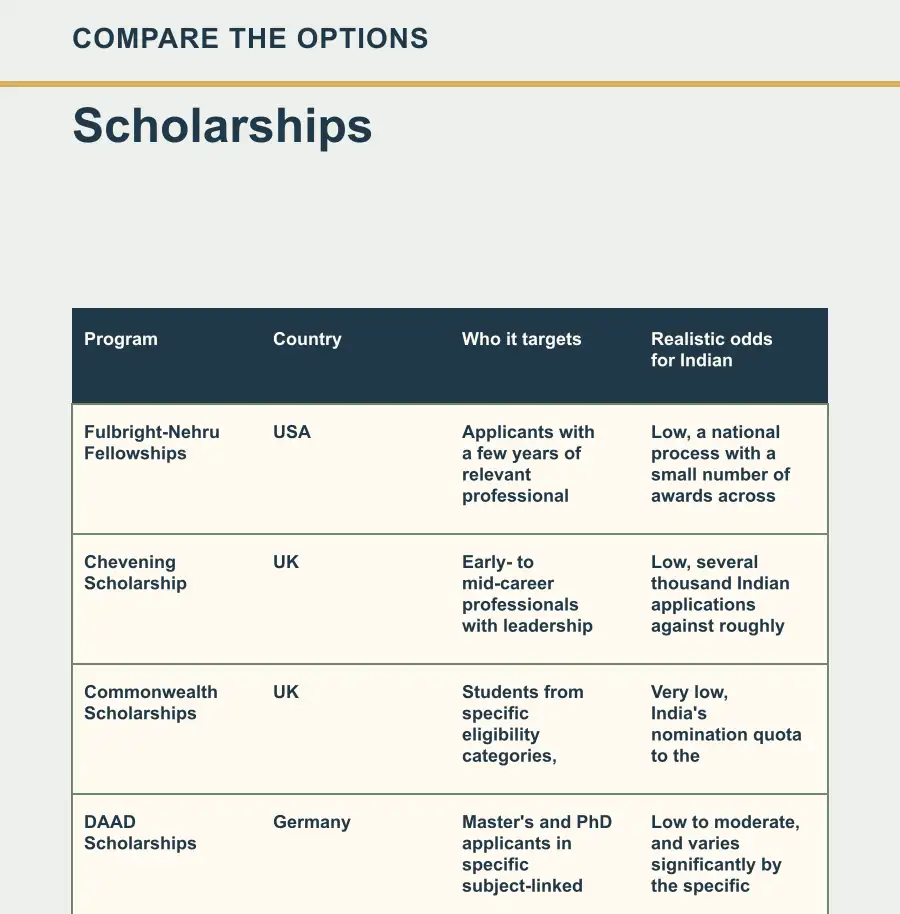 COMPARE THE OPTIONS
Scholarships
Program
Country
Who it targets
Realistic odds
for Indian
Fulbright-Nehru
Fellowships
USA
Applicants with
a few years of
relevant
professional
Low, a national
process with a
small number of
awards across
Chevening
Scholarship
UK
Early- to
mid-career
professionals
with leadership
Low, several
thousand Indian
applications
against roughly
Commonwealth
Scholarships
UK
Students from
specific
eligibility
categories,
Very low,
India's
nomination quota
to the
DAAD
Scholarships
Germany
Master's and PhD
applicants in
specific
subject-linked
Low to moderate,
and varies
significantly by
the specific